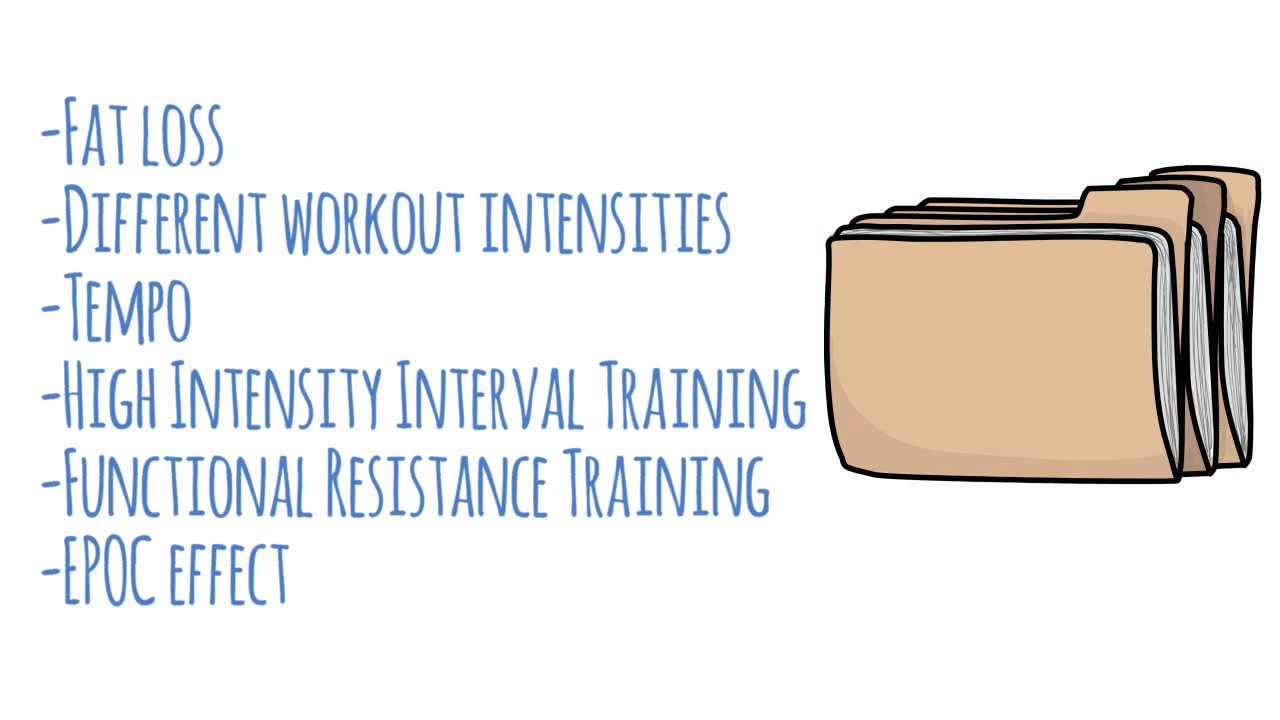 -Fat loss
-Different workout intensities
-Tempo
-High Intensity Interval Training
-Functional Resistance Training
-EPOC effect